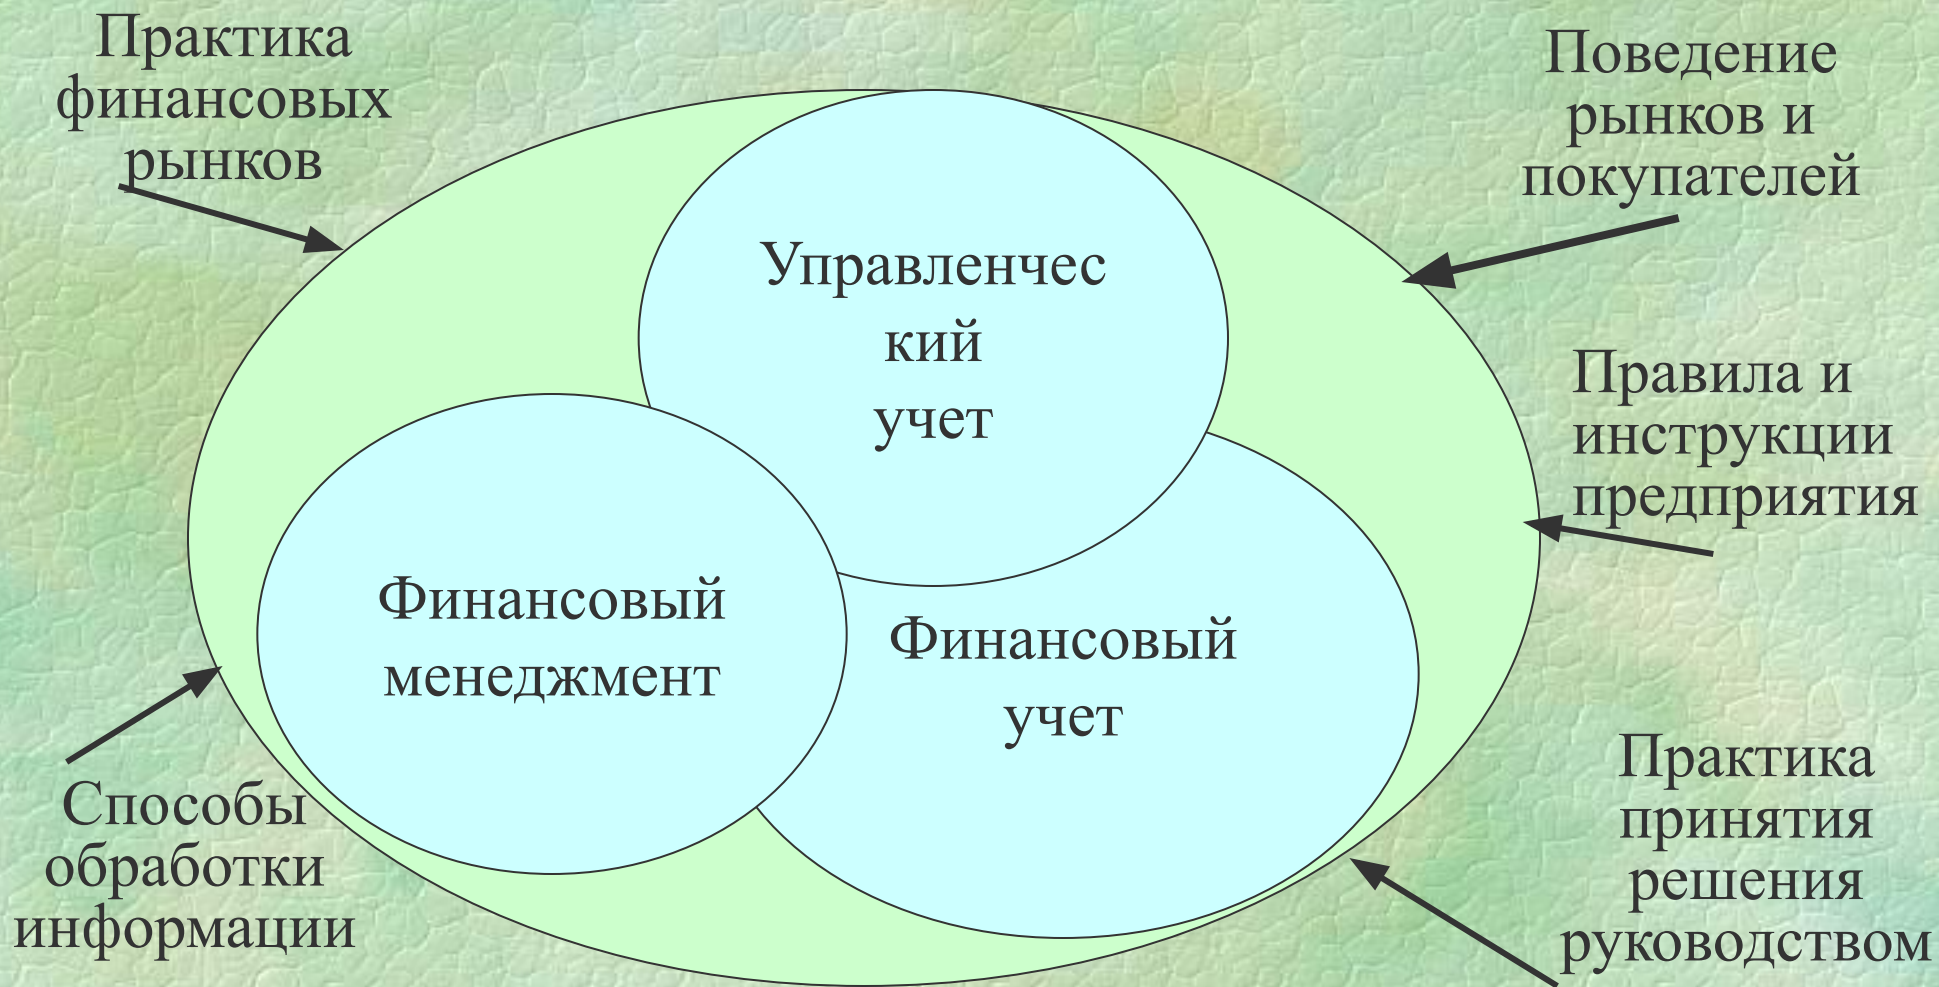 Практика
финансовых
рынков
Поведение
рынков и
покупателей
Управленчес
кий
учет
Правила и
инструкции
предприятия
Финансовый
менеджмент
Финансовый
учет
Способы
обработки
информации
Практика
принятия
решения
руководством